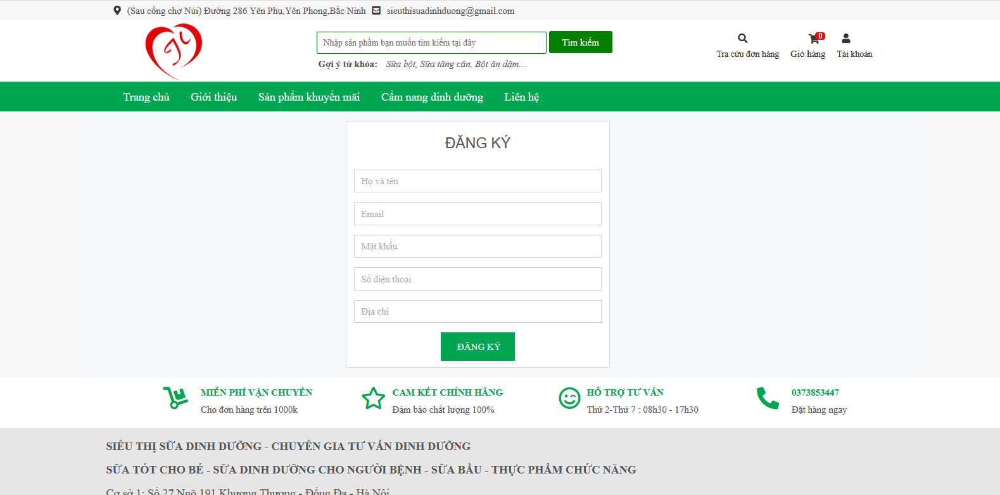 (Sau cổng chợ Núi) Đường 286 Yên Phụ,Yên Phong,Bắc Ninh sieuthisuadinhduong@gmail.com
Nhập sản phẩm bạn muốn tìm kiếm tại đây
Tìm kiếm
Gợi ý từ khóa: Sữa bột, Sữa tăng cân, Bột ăn dặm...
0
Tra cứu đơn hàng
Giỏ hàng
Tài khoản
Trang chủ Giới thiệu Sản phẩm khuyến mãi Cẩm nang dinh dưỡng Liên hệ
ĐĂNG KÝ
Họ và tên
Email
Mật khẩu
Số điện thoại
Địa chỉ
ĐĂNG KÝ
MIỄN PHÍ VẬN CHUYỂN
Cho đơn hàng trên 1000k
CAM KẾT CHÍNH HÃNG
Đảm bảo chất lượng 100%
HỖ TRỢ TƯ VẤN
Thứ 2-Thứ 7 : 08h30 - 17h30
0373853447
Đặt hàng ngay
SIÊU THỊ SỮA DINH DƯỠNG - CHUYÊN GIA TƯ VẤN DINH DƯỠNG
SỮA TÓT CHO BÉ - SỮA DINH DƯỠNG CHO NGƯỜI BỆNH - SỮA BẦU - THỰC PHẨM CHỨC NĂNG
Cơ sở 1: Số 27 Ngõ 191 Khương Thượng - Đống Đa - Hà Nội